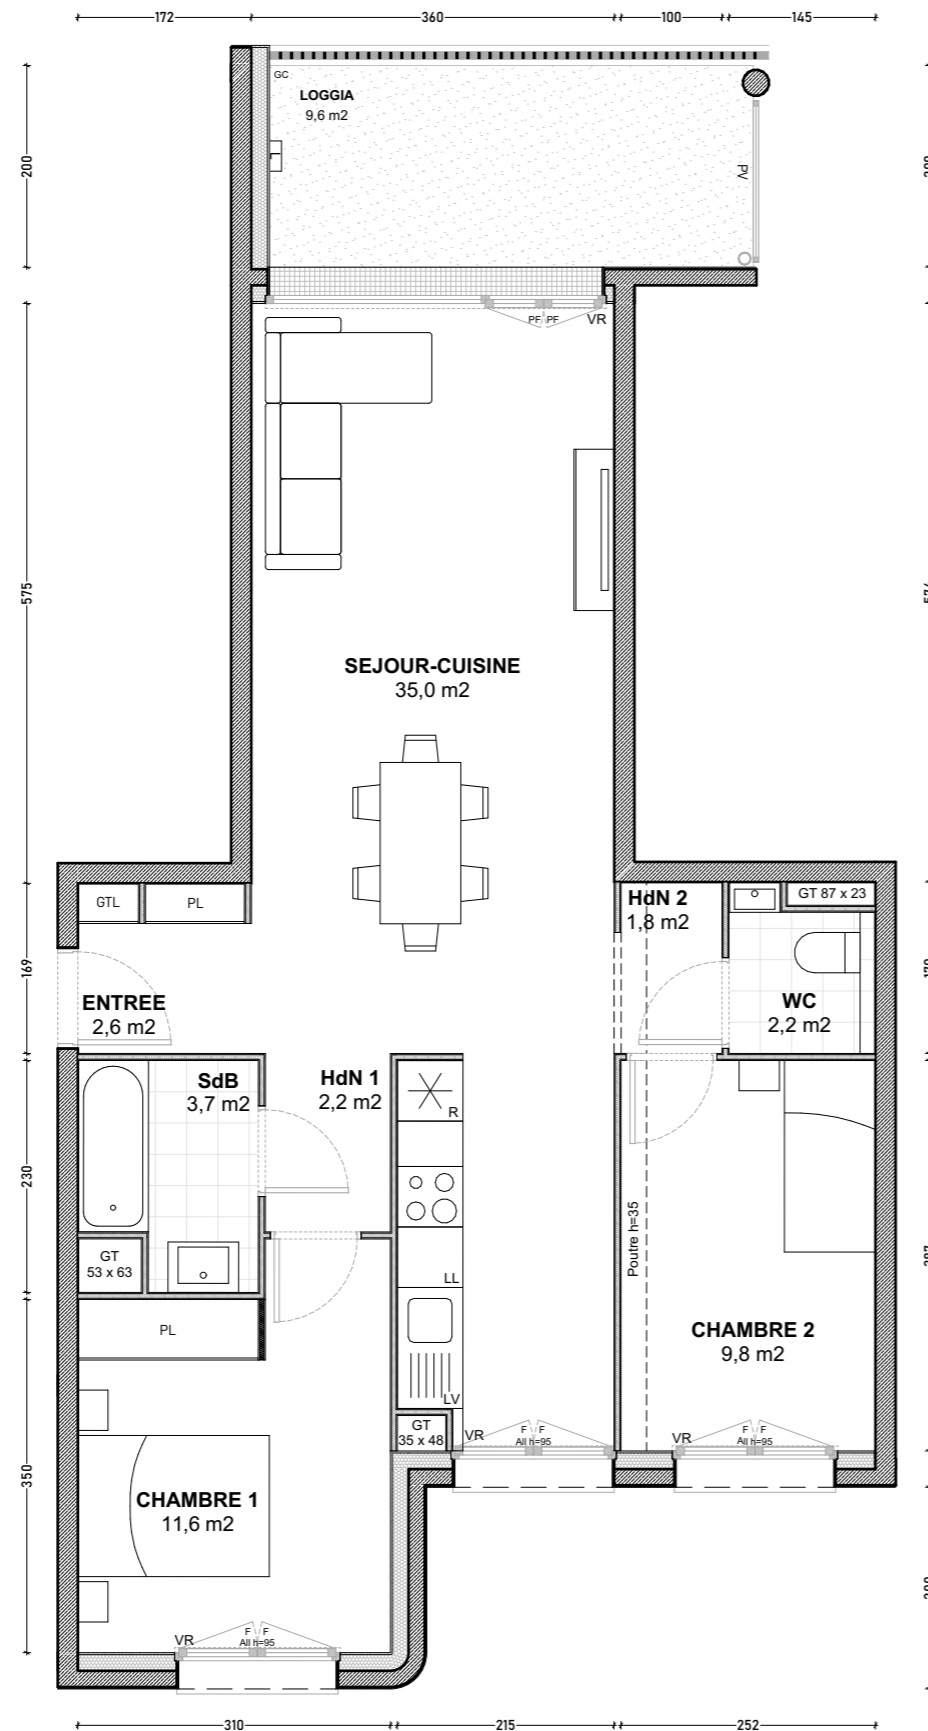 172
360
100
145
GC
LOGGIA
9,6 m2
200
PV
PF PF
VR
575
SEJOUR-CUISINE
35,0 m2
GTL
PL
HdN 2
1,8 m2
GT 87 x 23
169
ENTREE
2,6 m2
WC
2,2 m2
SdB
3,7 m2
HdN 1
2,2 m2
R
230
GT
53 x 63
LL
Poutre h=35
PL
CHAMBRE 2
9,8 m2
LV
GT
35 x 48
VR
F F
All h=95
VR
F F
All h=95
350
CHAMBRE 1
11,6 m2
VR
F F
All h=95
310
215
252